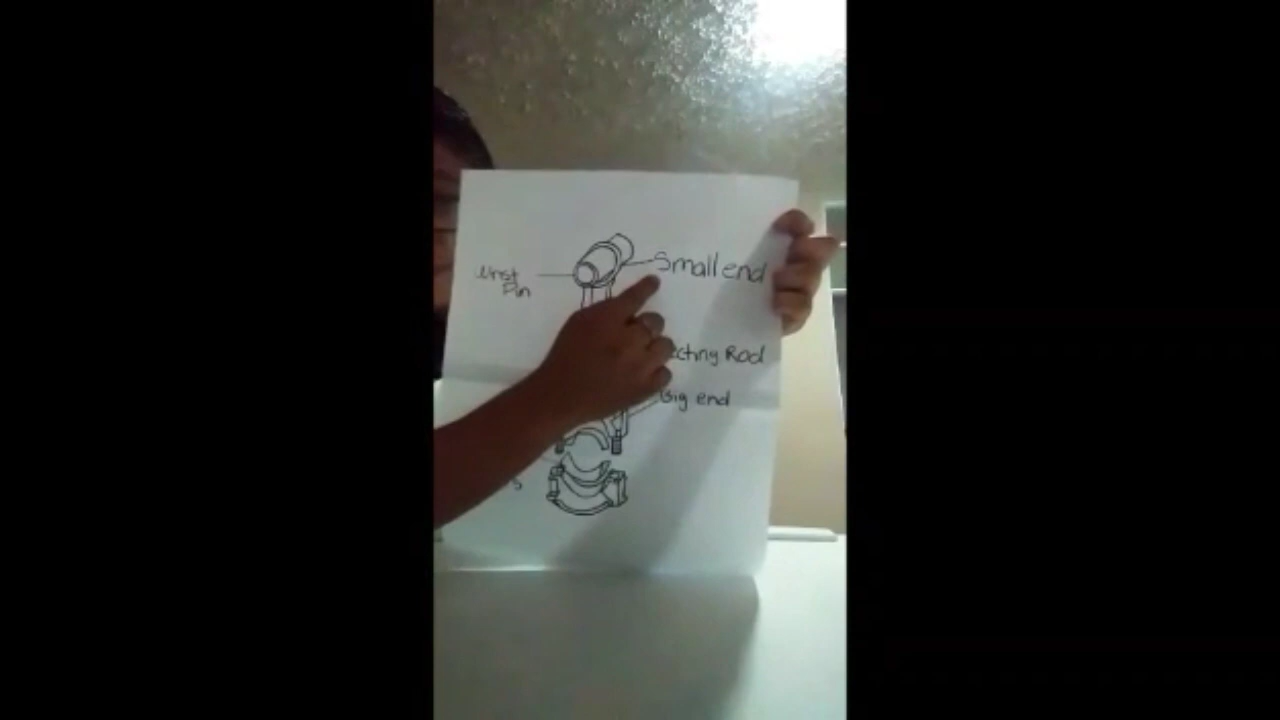 Small end
Wrist
Pin
ecting Rod
Big end
s